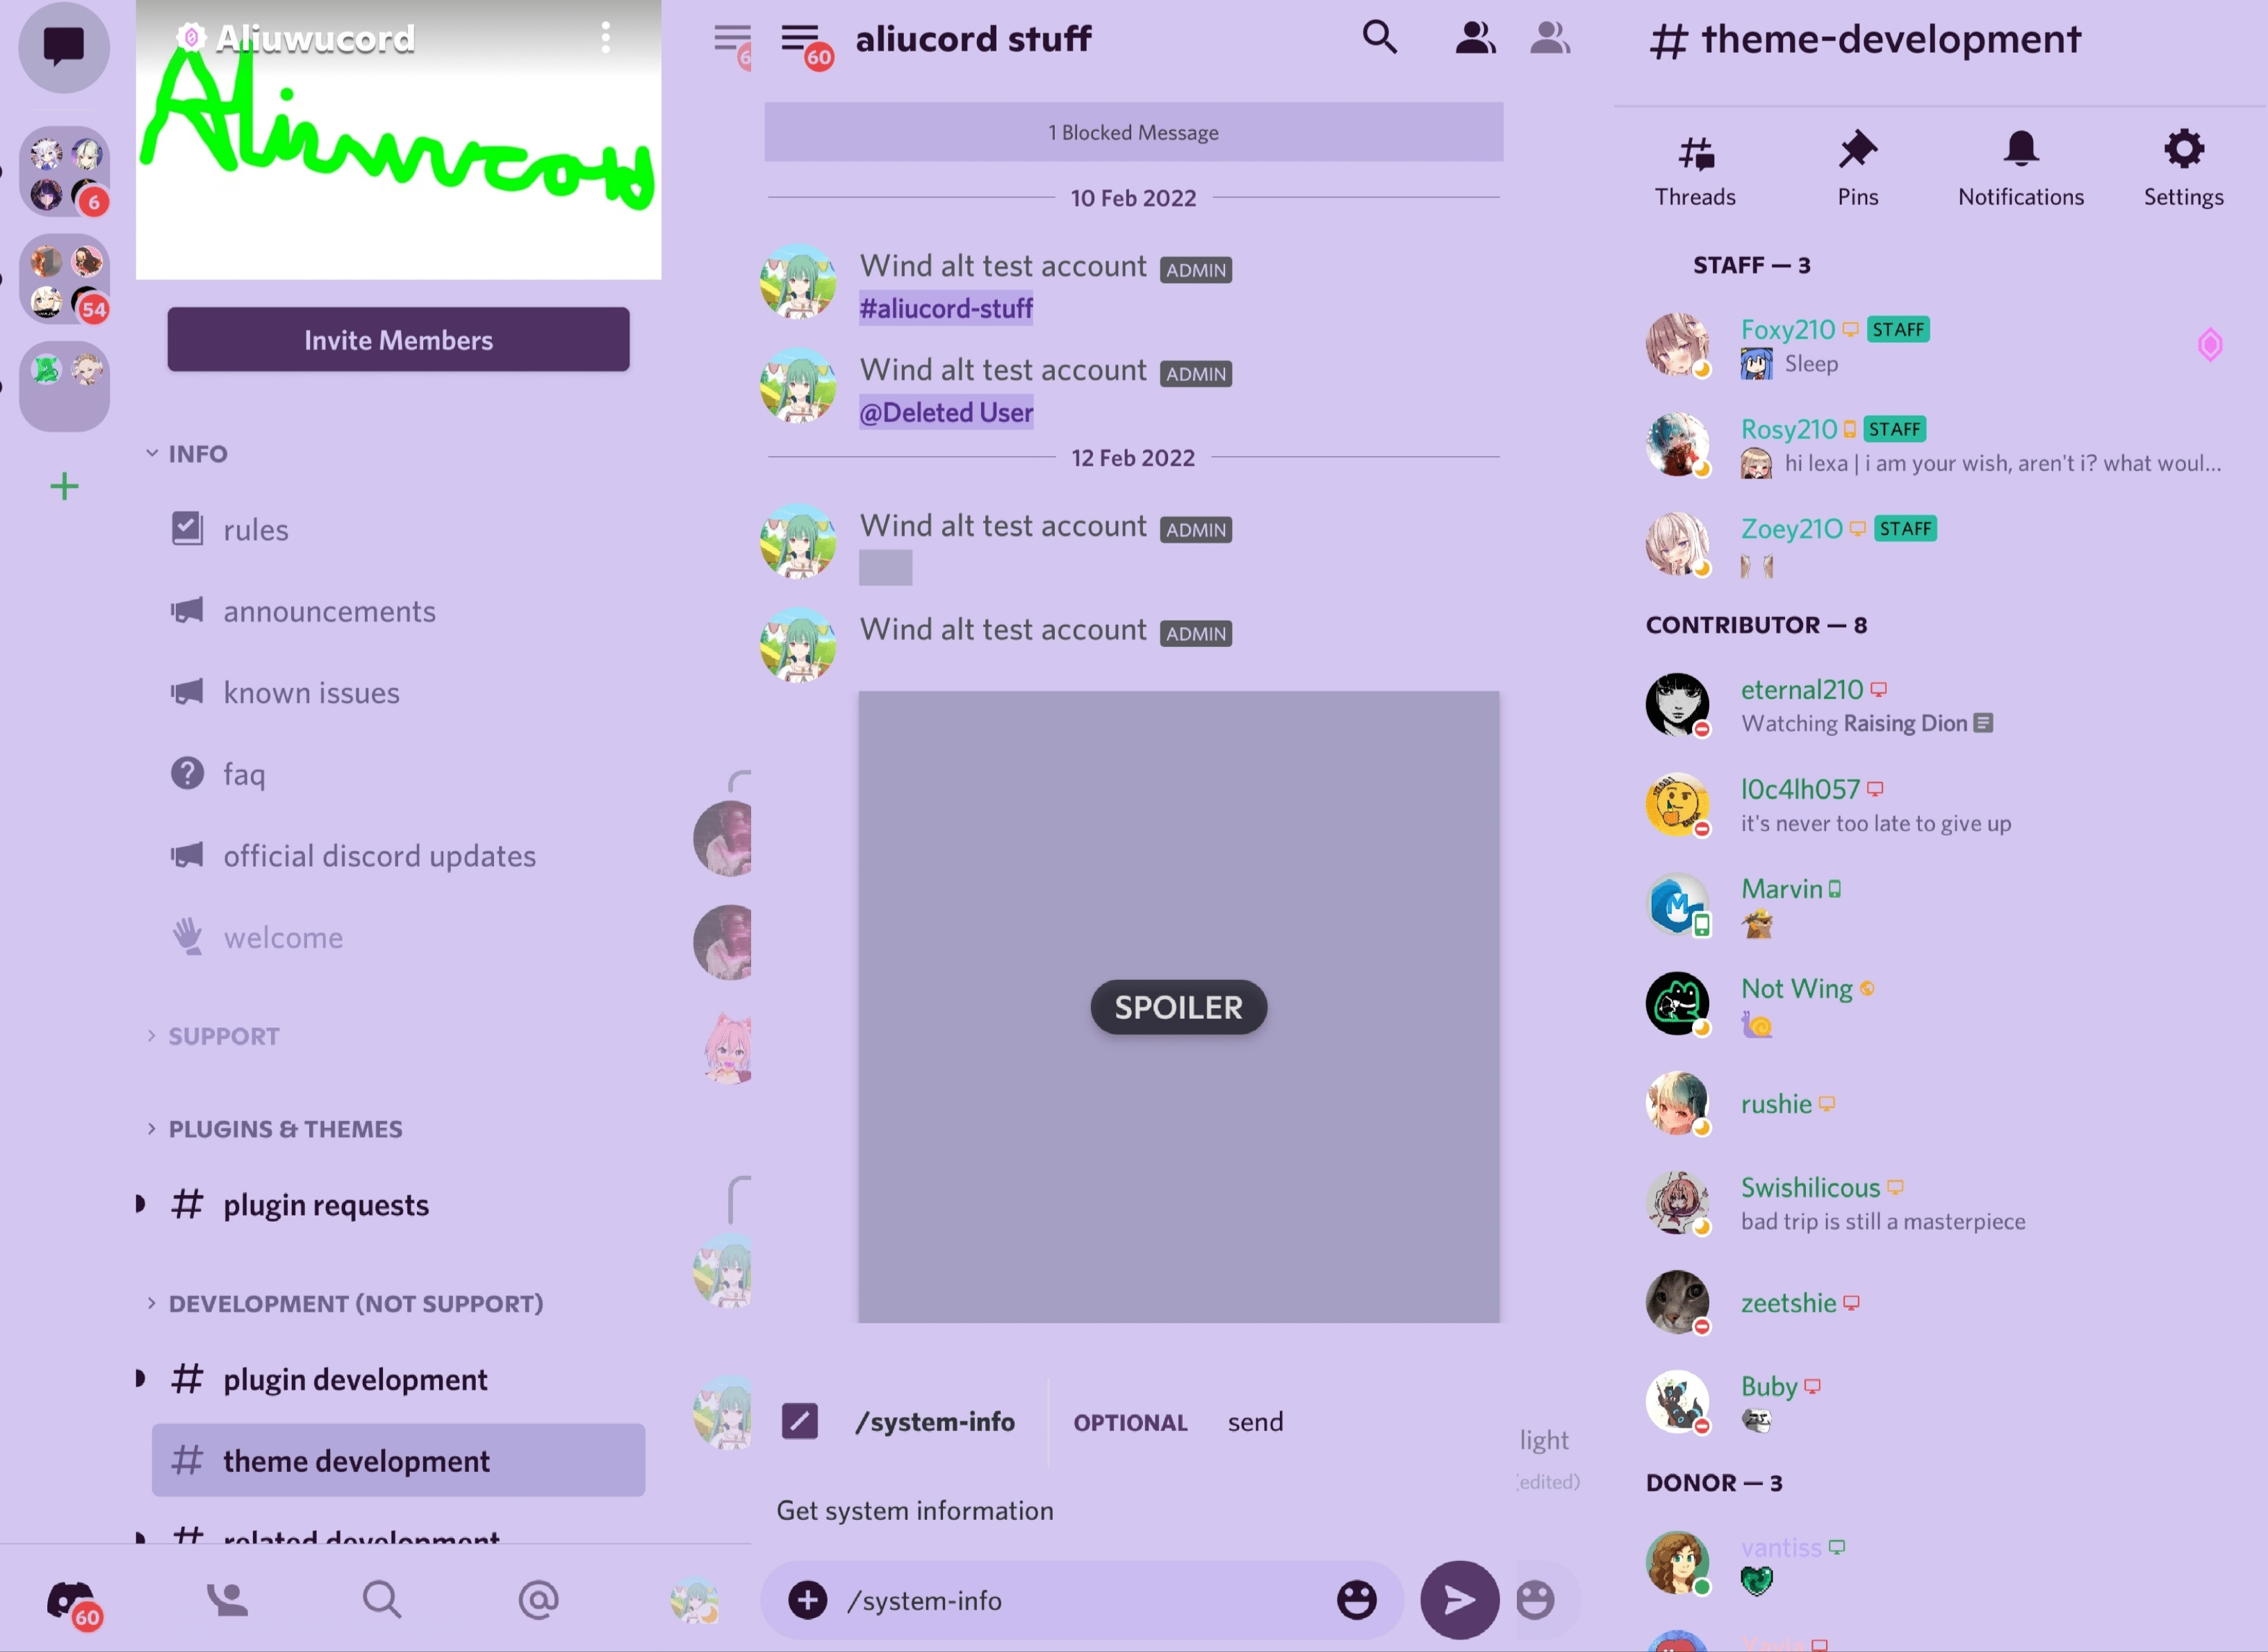 Aliuwucord
Aliuwucord
6
54
Invite Members
INFO
rules
announcements
known issues
faq
official discord updates
welcome
SUPPORT
PLUGINS & THEMES
plugin requests
DEVELOPMENT (NOT SUPPORT)
plugin development
theme development
related development
60
60
aliucord stuff
1 Blocked Message
10 Feb 2022
Wind alt test account ADMIN
#aliucord-stuff
Wind alt test account ADMIN
@Deleted User
12 Feb 2022
Wind alt test account ADMIN
Wind alt test account ADMIN
SPOILER
/system-info OPTIONAL send
Get system information
/system-info
light
(edited)
# theme-development
Threads Pins Notifications Settings
STAFF — 3
Foxy210 STAFF
Sleep
Rosy210 STAFF
hi lexa | i am your wish, aren't i? what woul...
Zoey21O STAFF
CONTRIBUTOR — 8
eternal210
Watching Raising Dion
l0c4lh057
it's never too late to give up
Marvin
Not Wing
rushie
Swishilicous
bad trip is still a masterpiece
zeetshie
Buby
DONOR — 3
vantiss